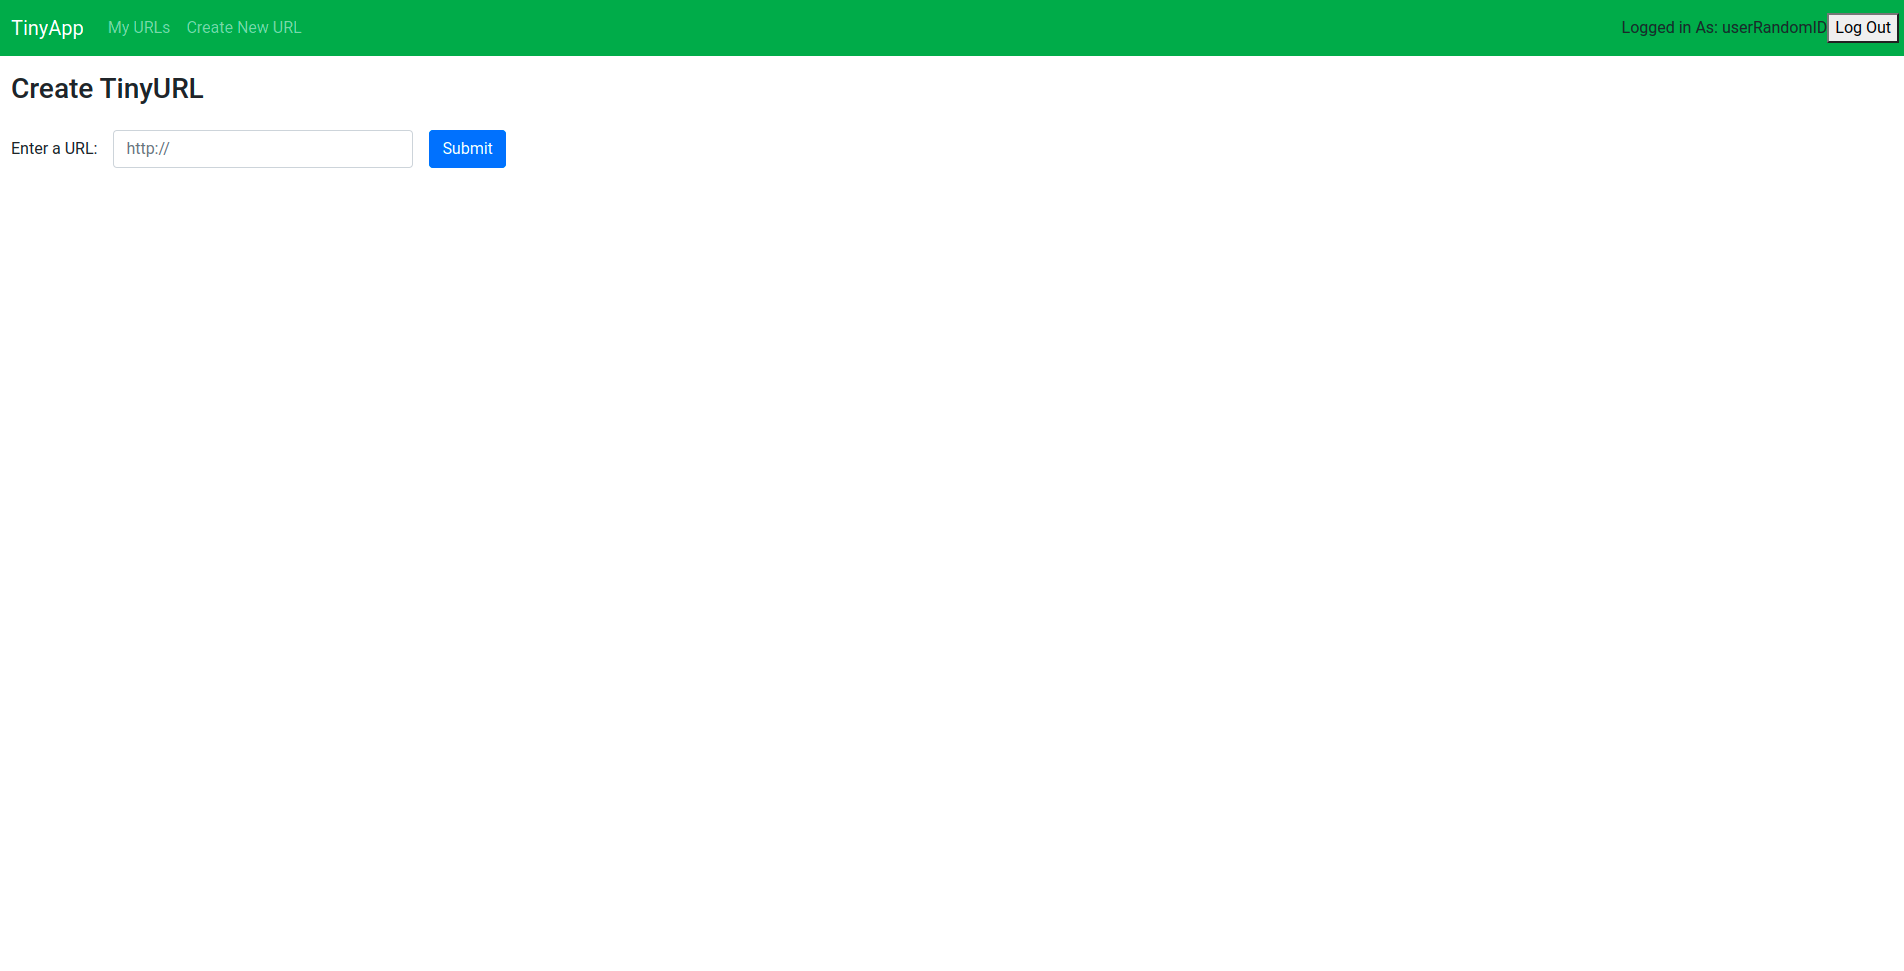 TinyApp My URLs Create New URL Logged in As: userRandomID Log Out
Create TinyURL
Enter a URL: http:// Submit